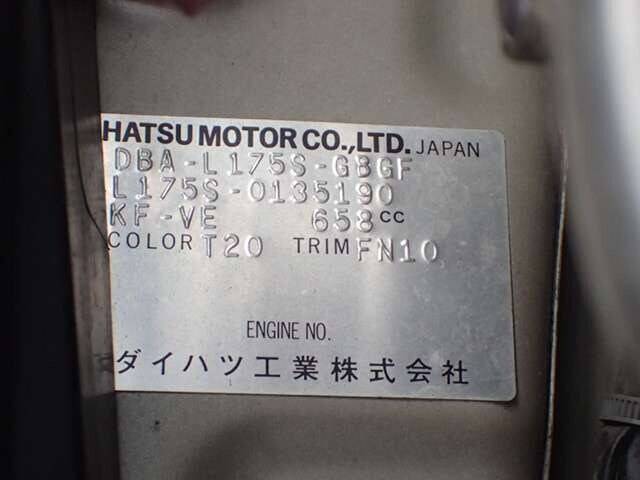 HATSU MOTOR CO.,LTD. JAPAN
DBA-L175S-GBGF
L175S-0135190
KF-VE 658CC
COLOR T20 TRIM FN10
ENGINE NO.
ダイハツ工業株式会社